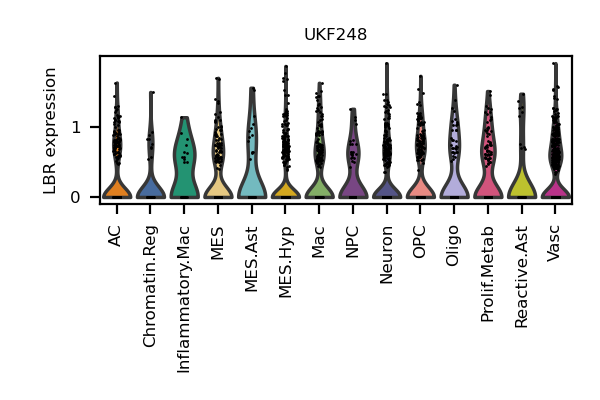 UKF248
LBR expression
1
0
AC
Chromatin.Reg
Inflammatory.Mac
MES
MES.Ast
MES.Hyp
Mac
NPC
Neuron
OPC
Oligo
Prolif.Metab
Reactive.Ast
Vasc